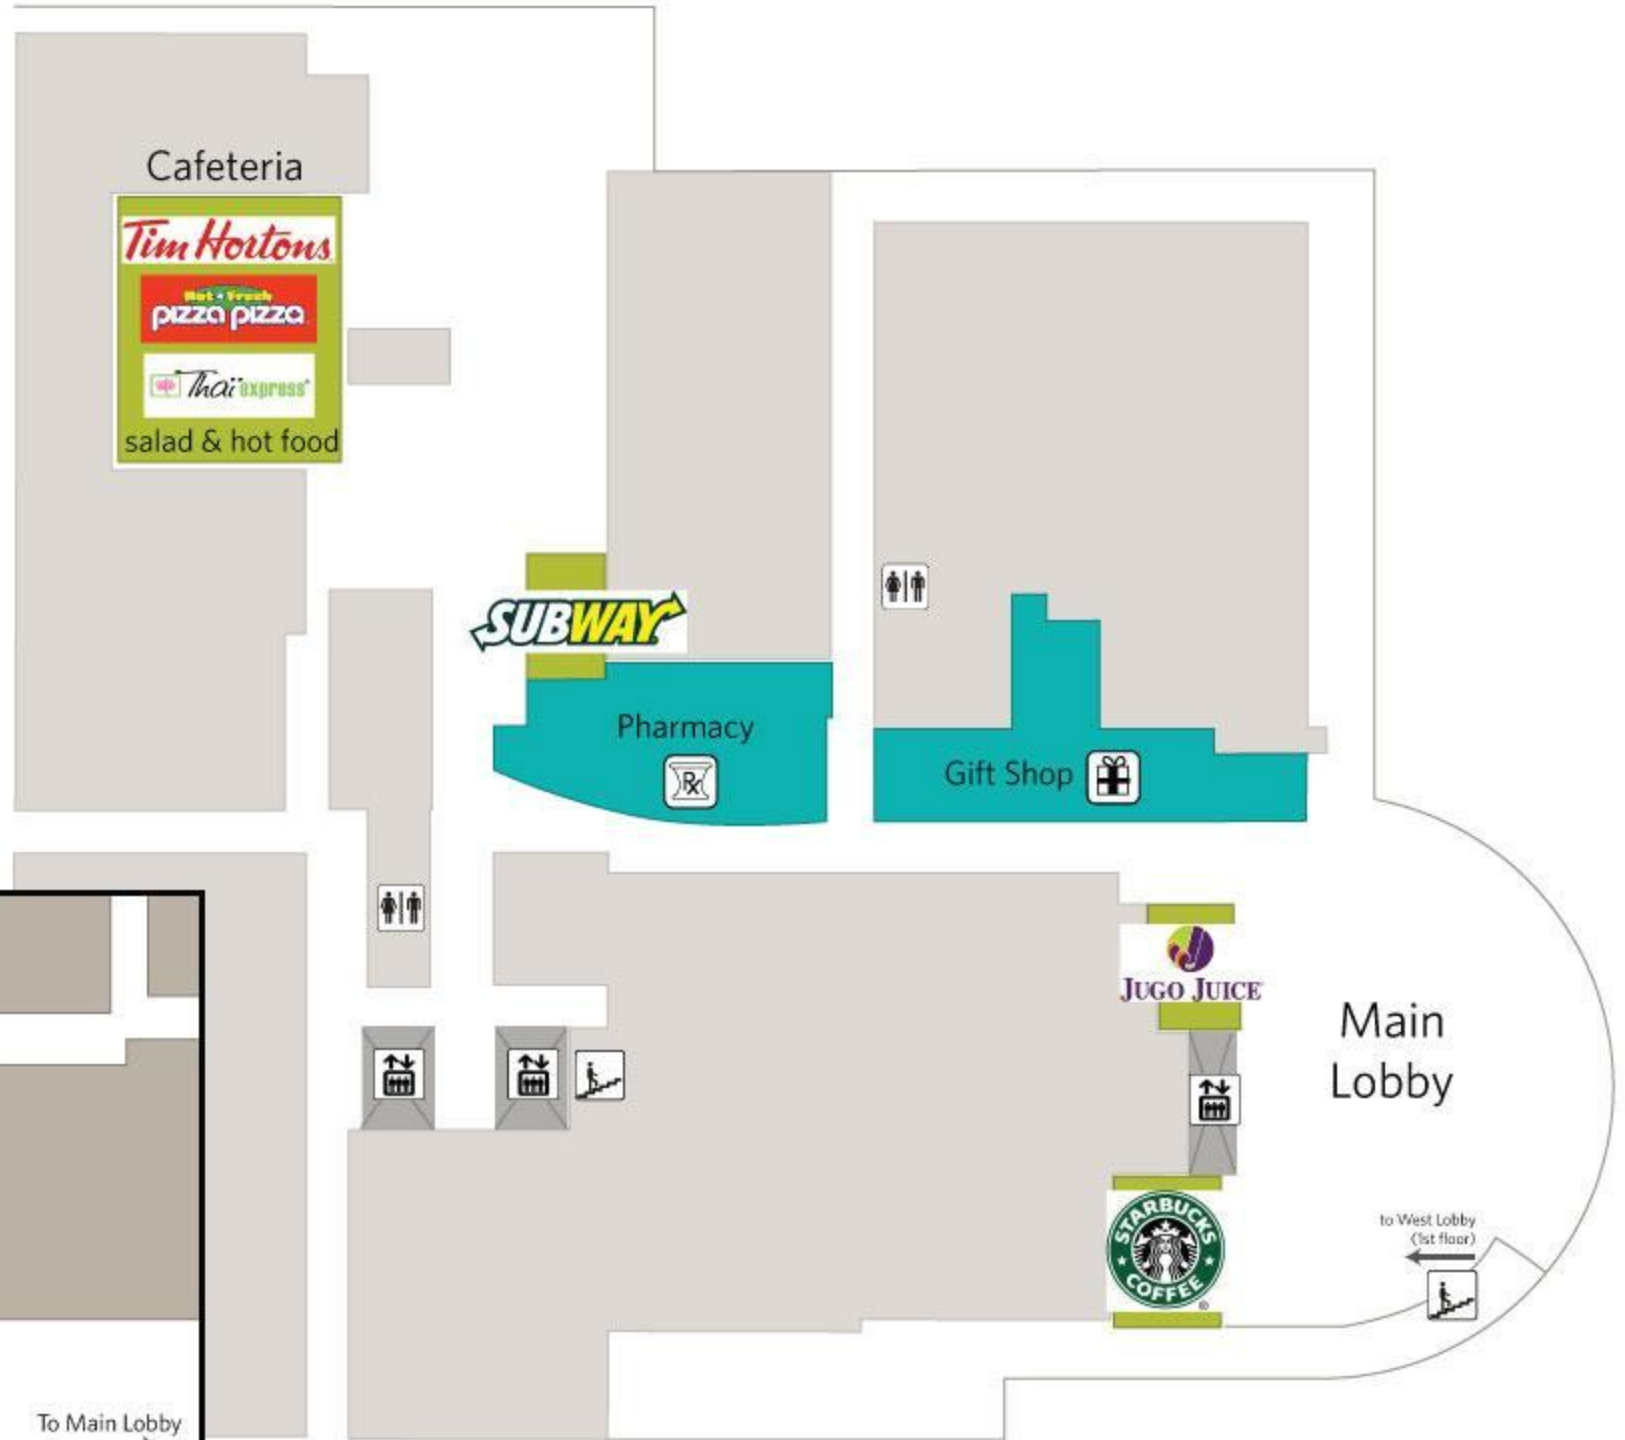 Cafeteria
Tim Hortons
Hot • Fresh
pizza pizza
Thaï express
salad & hot food
SUBWAY
Pharmacy
Rx
Gift Shop
JUGO JUICE
Main
Lobby
STARBUCKS
COFFEE
to West Lobby
(1st floor)
To Main Lobby